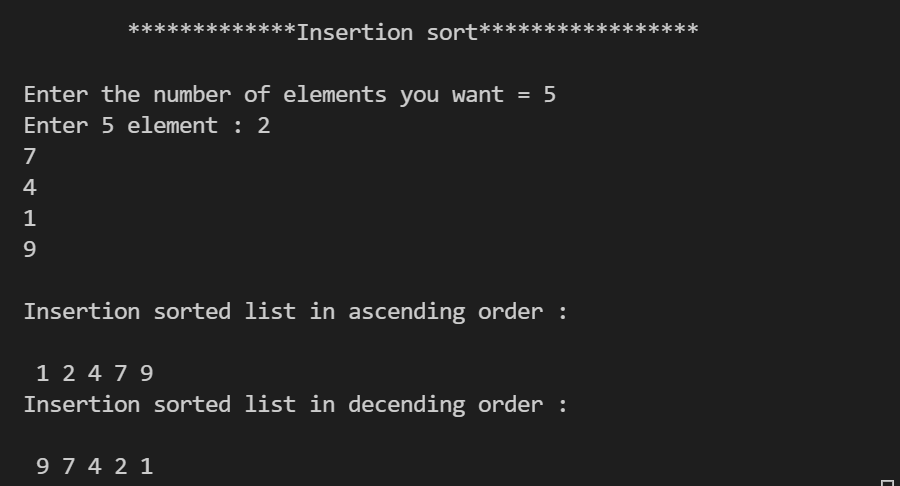 *************Insertion sort*****************
Enter the number of elements you want = 5
Enter 5 element : 2
7
4
1
9
Insertion sorted list in ascending order :
1 2 4 7 9
Insertion sorted list in decending order :
9 7 4 2 1